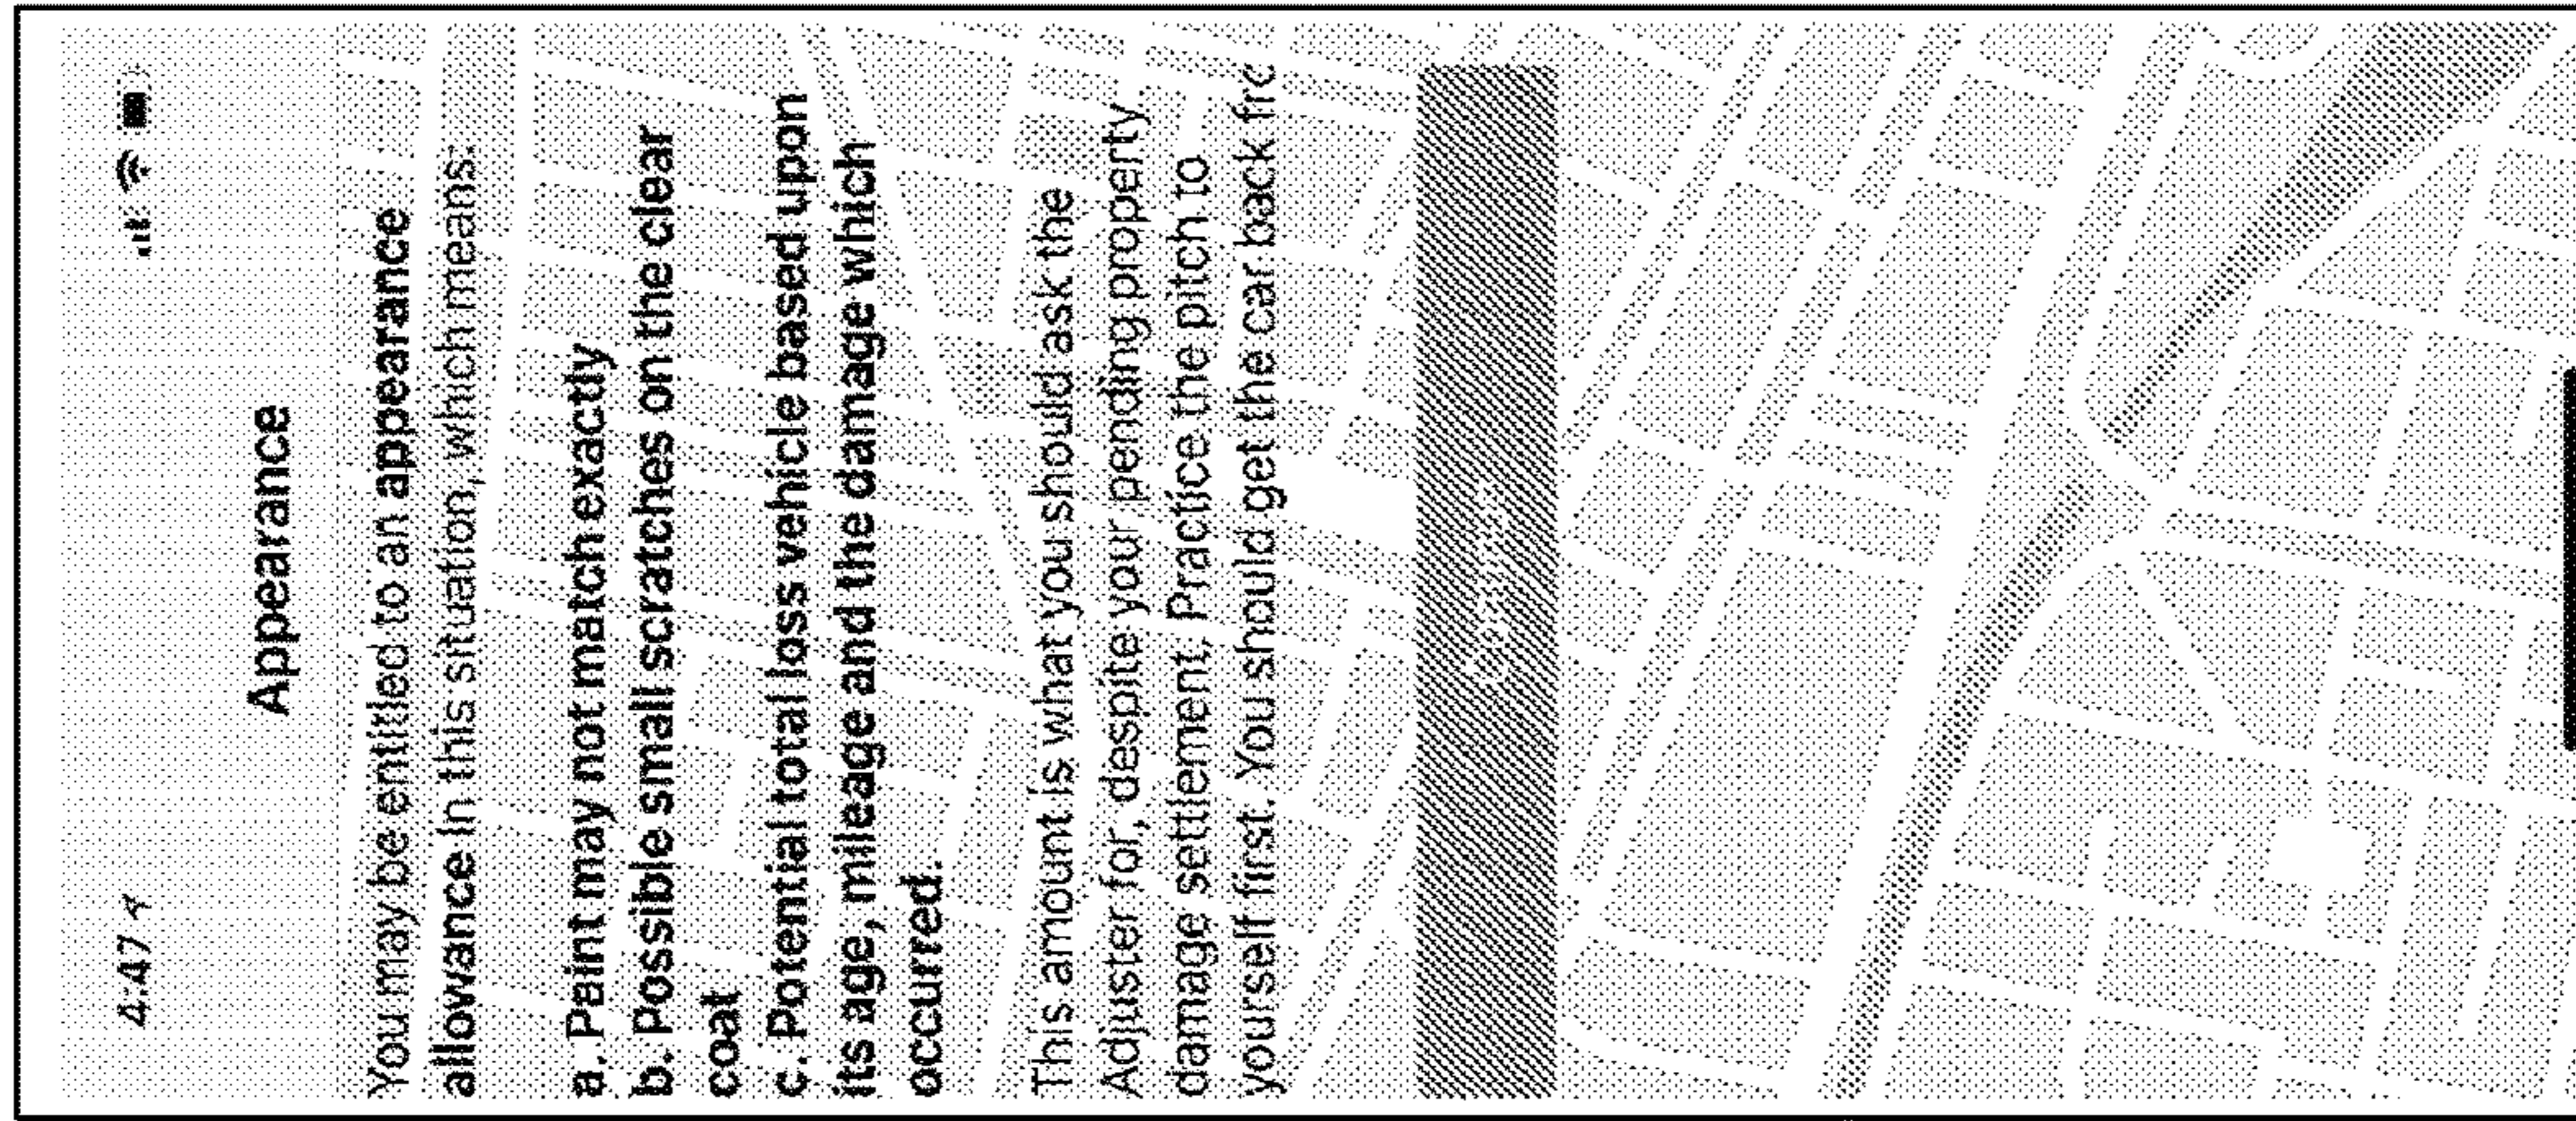 4:47
Appearance
You may be entitled to an appearance
allowance in this situation, which means:
a. Paint may not match exactly
b. Possible small scratches on the clear
coat
c. Potential total loss vehicle based upon
its age, mileage and the damage which
occurred.
This amount is what you should ask the
Adjuster for, despite your pending property
damage settlement. Practice the pitch to
yourself first. You should get the car back frc